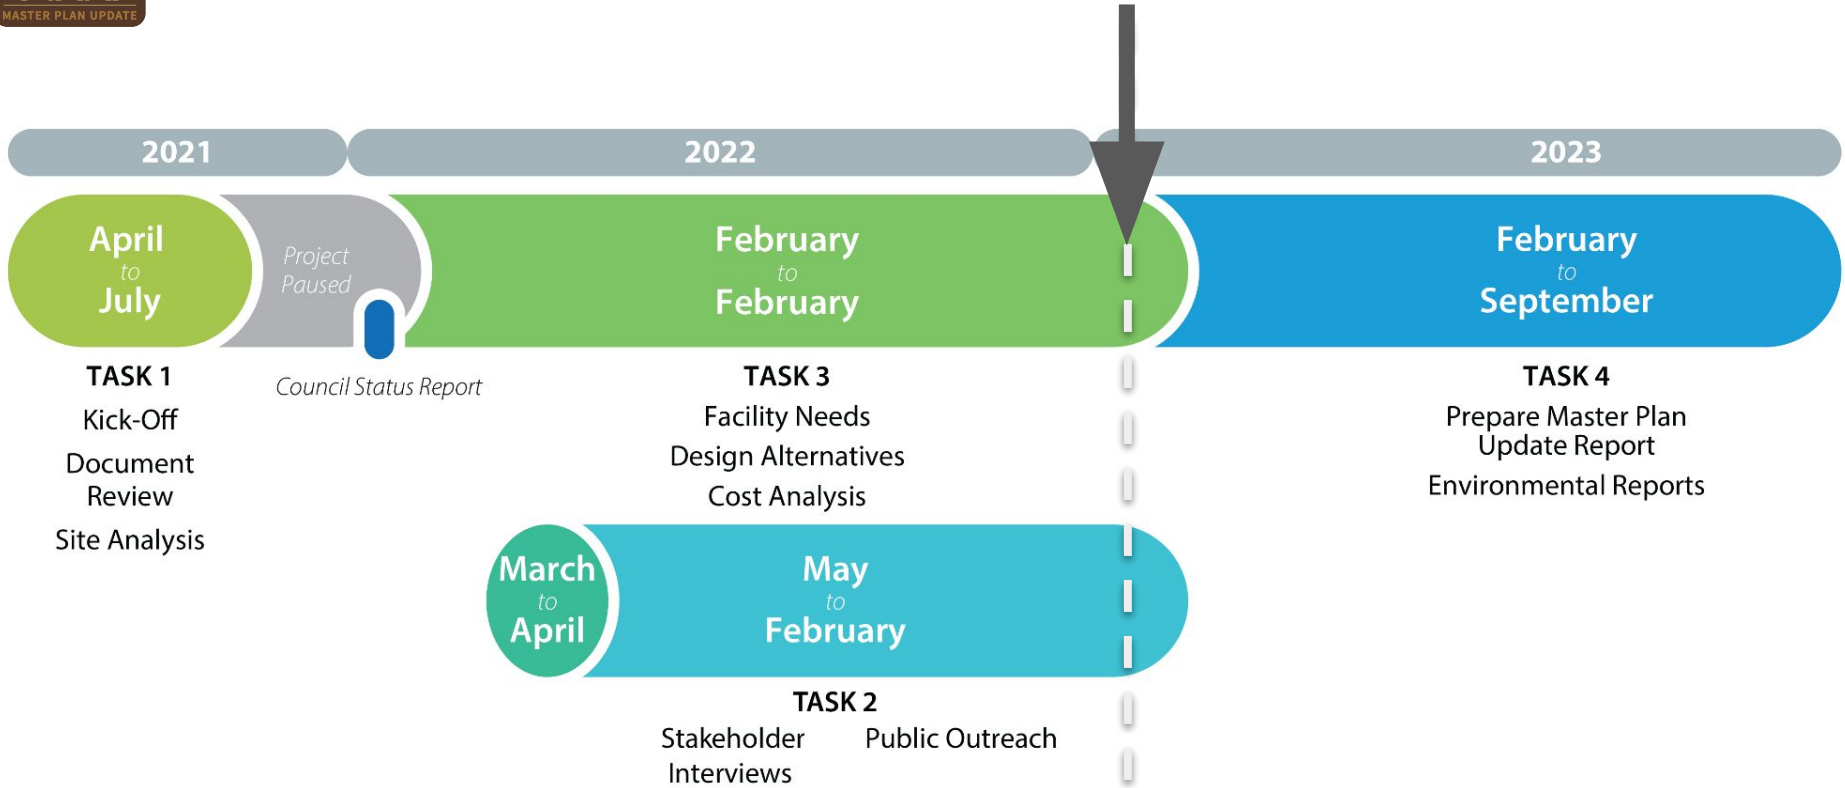 MASTER PLAN UPDATE
2021
2022
2023
April
to
July
Project
Paused
February
to
February
February
to
September
TASK 1
Kick-Off
Document
Review
Site Analysis
Council Status Report
TASK 3
Facility Needs
Design Alternatives
Cost Analysis
TASK 4
Prepare Master Plan
Update Report
Environmental Reports
March
to
April
May
to
February
TASK 2
Stakeholder
Interviews
Public Outreach